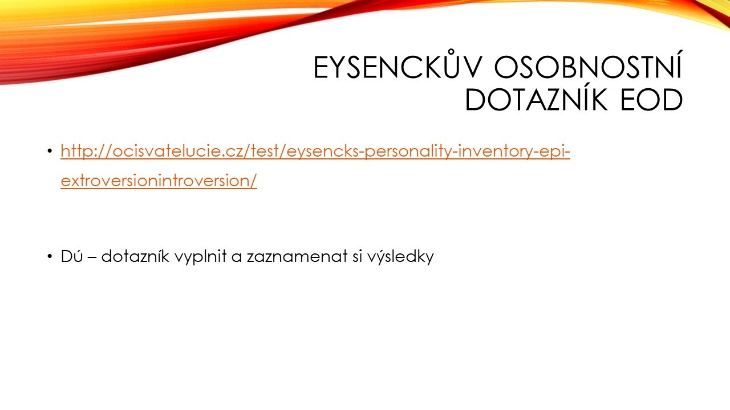 EYSENCKŮV OSOBNOSTNÍ
DOTAZNÍK EOD
• http://ocisvatelucie.cz/test/eysencks-personality-inventory-epi-
extroversionintroversion/
• Dú – dotazník vyplnit a zaznamenat si výsledky